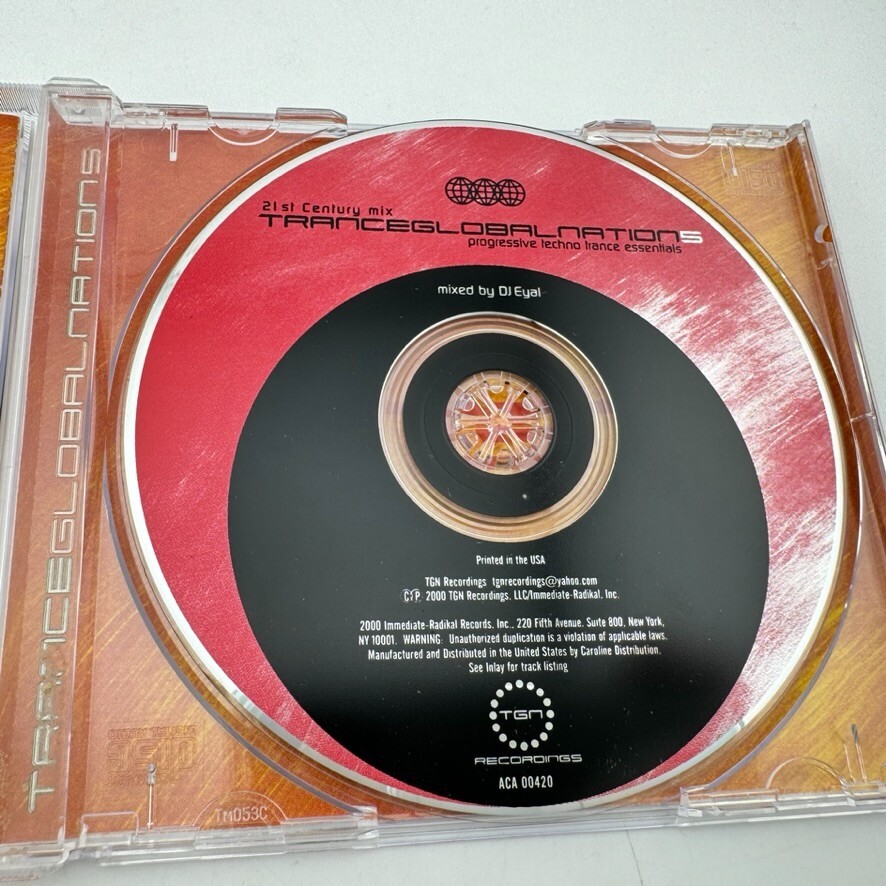 TRANCEGLOBALNATION5
21st Century mix
TRANCEGLOBALNATION5
progressive techno trance essentials
mixed by DJ Eyal
Printed in the USA
TGN Recordings tgnrecordings@yahoo.com
©℗ 2000 TGN Recordings, LLC/Immediate-Radikal, Inc.
2000 Immediate-Radikal Records, Inc., 220 Fifth Avenue. Suite 800, New York,
NY 10001. WARNING: Unauthorized duplication is a violation of applicable laws.
Manufactured and Distributed in the United States by Caroline Distribution.
See Inlay for track listing
TGN
RECORDINGS
ACA 00420
TM053C